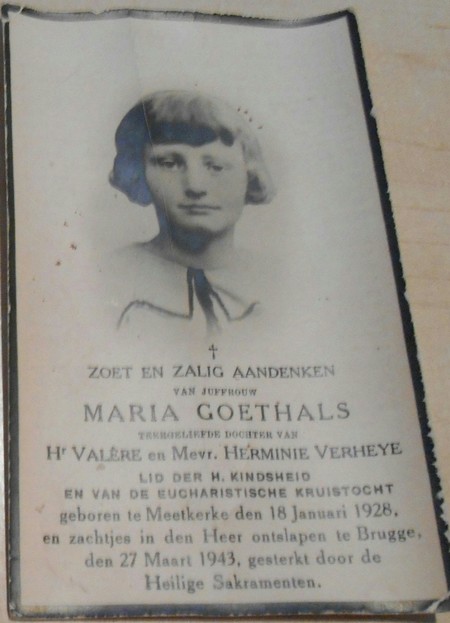 ZOET EN ZALIG AANDENKEN
VAN JUFFROUW
MARIA GOETHALS
TEERGELIEFDE DOCHTER VAN
Hr VALÈRE en Mevr. HERMINIE VERHEYE
LID DER H. KINDSHEID
EN VAN DE EUCHARISTISCHE KRUISTOCHT
geboren te Meetkerke den 18 Januari 1928,
en zachtjes in den Heer ontslapen te Brugge,
den 27 Maart 1943, gesterkt door de
Heilige Sakramenten.